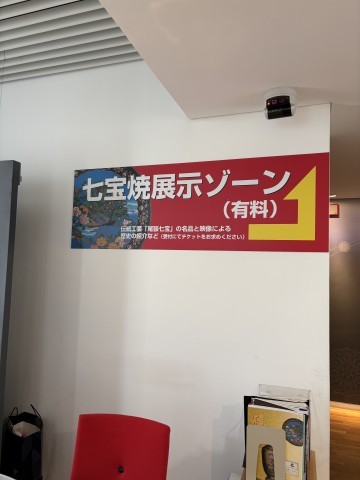 七宝焼展示ゾーン
（有料）
伝統工芸「尾張七宝」の名品と映像による
歴史の紹介など（受付にてチケットをお求めください）